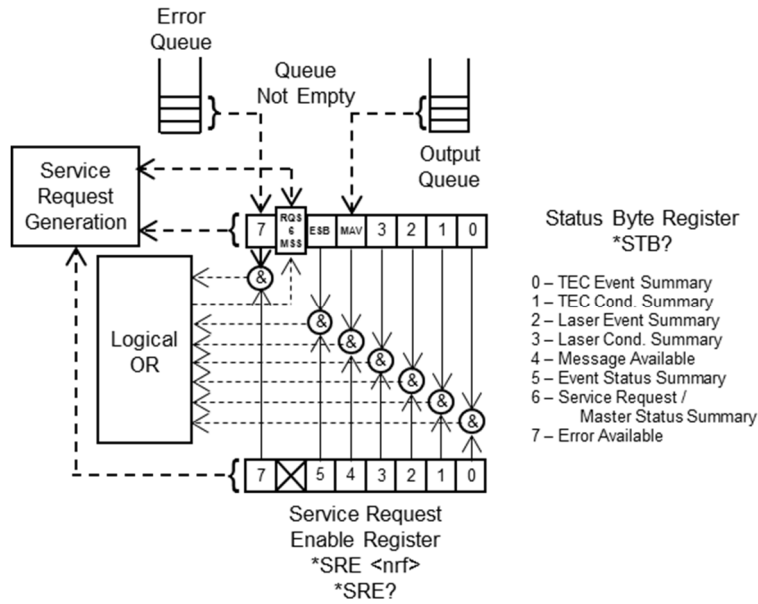 Error
Queue
Queue
Not Empty
Output
Queue
Service
Request
Generation
7
RQS
6
MSS
ESB
MAV
3
2
1
0
Status Byte Register
*STB?
0 – TEC Event Summary
1 – TEC Cond. Summary
2 – Laser Event Summary
3 – Laser Cond. Summary
4 – Message Available
5 – Event Status Summary
6 – Service Request /
Master Status Summary
7 – Error Available
Logical
OR
&
&
&
&
&
&
&
7
5
4
3
2
1
0
Service Request
Enable Register
*SRE <nrf>
*SRE?